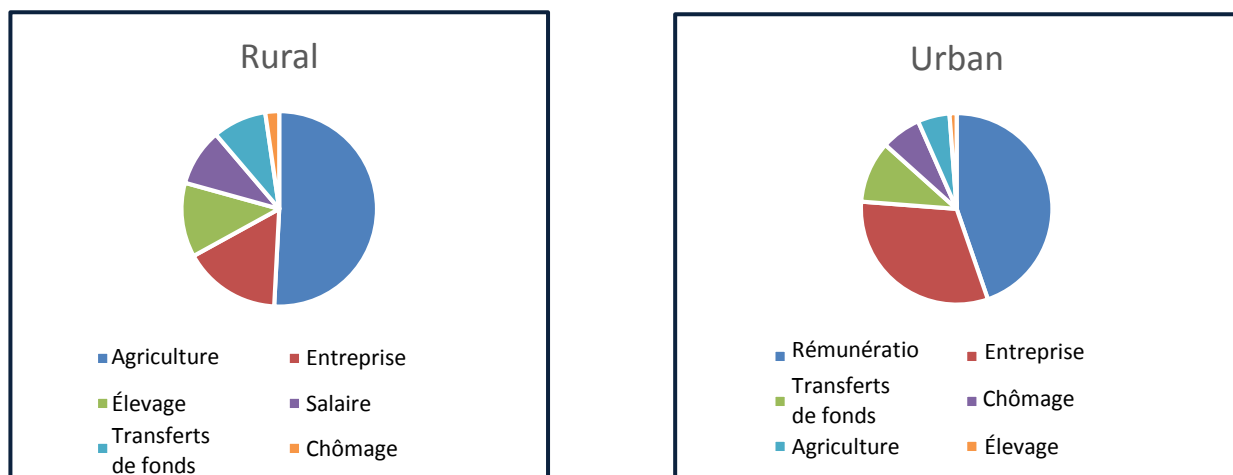 Rural
Agriculture
Entreprise
Élevage
Salaire
Transferts
de fonds
Chômage
Urban
Rémunératio
Entreprise
Transferts
de fonds
Chômage
Agriculture
Élevage